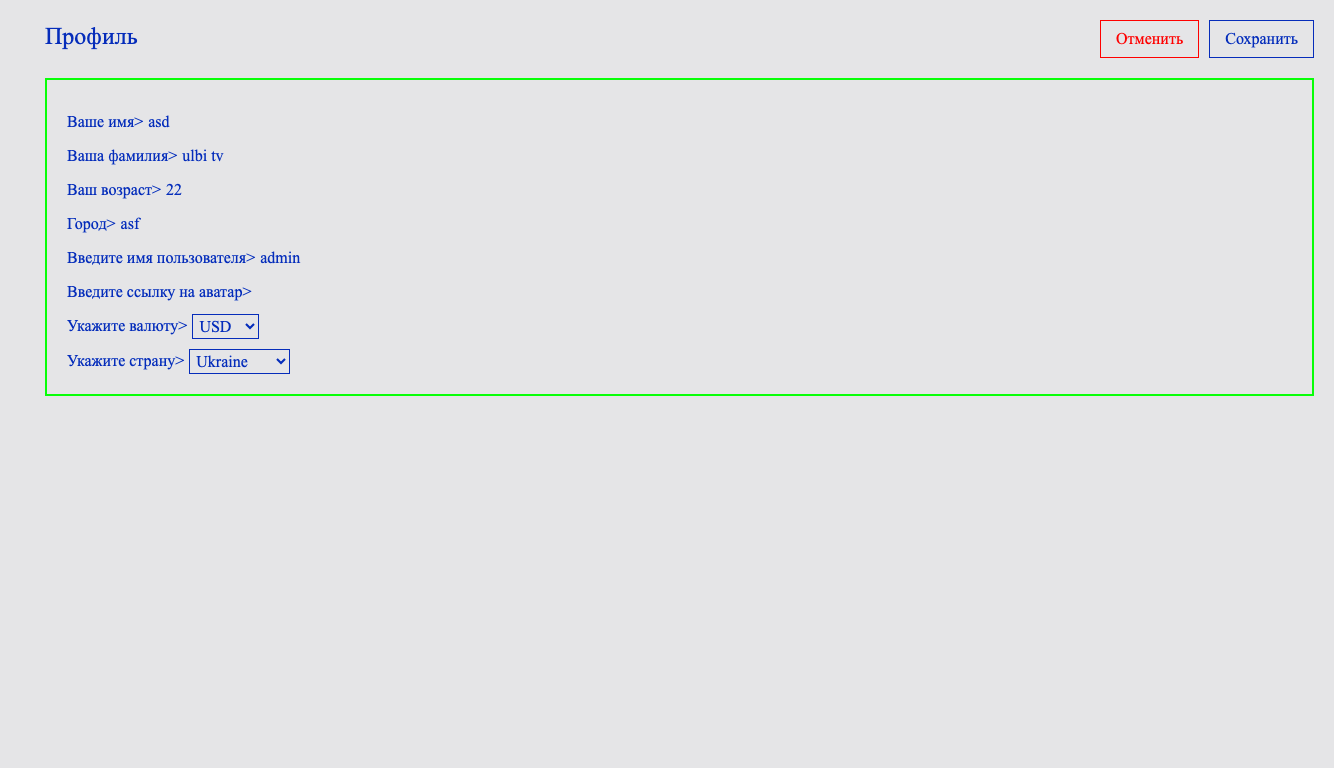 Профиль
Отменить
Сохранить
Ваше имя> asd
Ваша фамилия> ulbi tv
Ваш возраст> 22
Город> asf
Введите имя пользователя> admin
Введите ссылку на аватар>
Укажите валюту> USD
Укажите страну> Ukraine